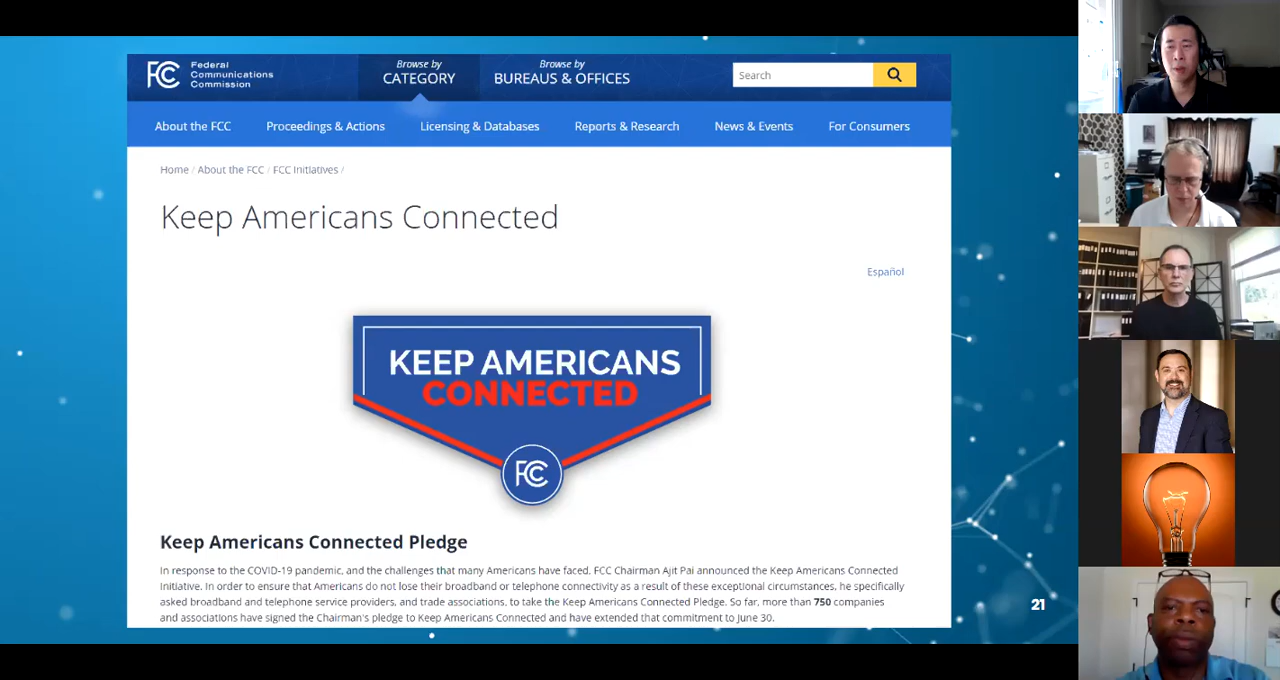 FCC
Federal
Communications
Commission
Browse by
CATEGORY
Browse by
BUREAUS & OFFICES
Search
About the FCC
Proceedings & Actions
Licensing & Databases
Reports & Research
News & Events
For Consumers
Home / About the FCC / FCC Initiatives /
Keep Americans Connected
Español
KEEP AMERICANS
CONNECTED
FCC
Keep Americans Connected Pledge
In response to the COVID-19 pandemic, and the challenges that many Americans have faced, FCC Chairman Ajit Pai announced the Keep Americans Connected
Initiative. In order to ensure that Americans do not lose their broadband or telephone connectivity as a result of these exceptional circumstances, he specifically
asked broadband and telephone service providers, and trade associations, to take the Keep Americans Connected Pledge. So far, more than 750 companies
and associations have signed the Chairman's pledge to Keep Americans Connected and have extended that commitment to June 30.
21